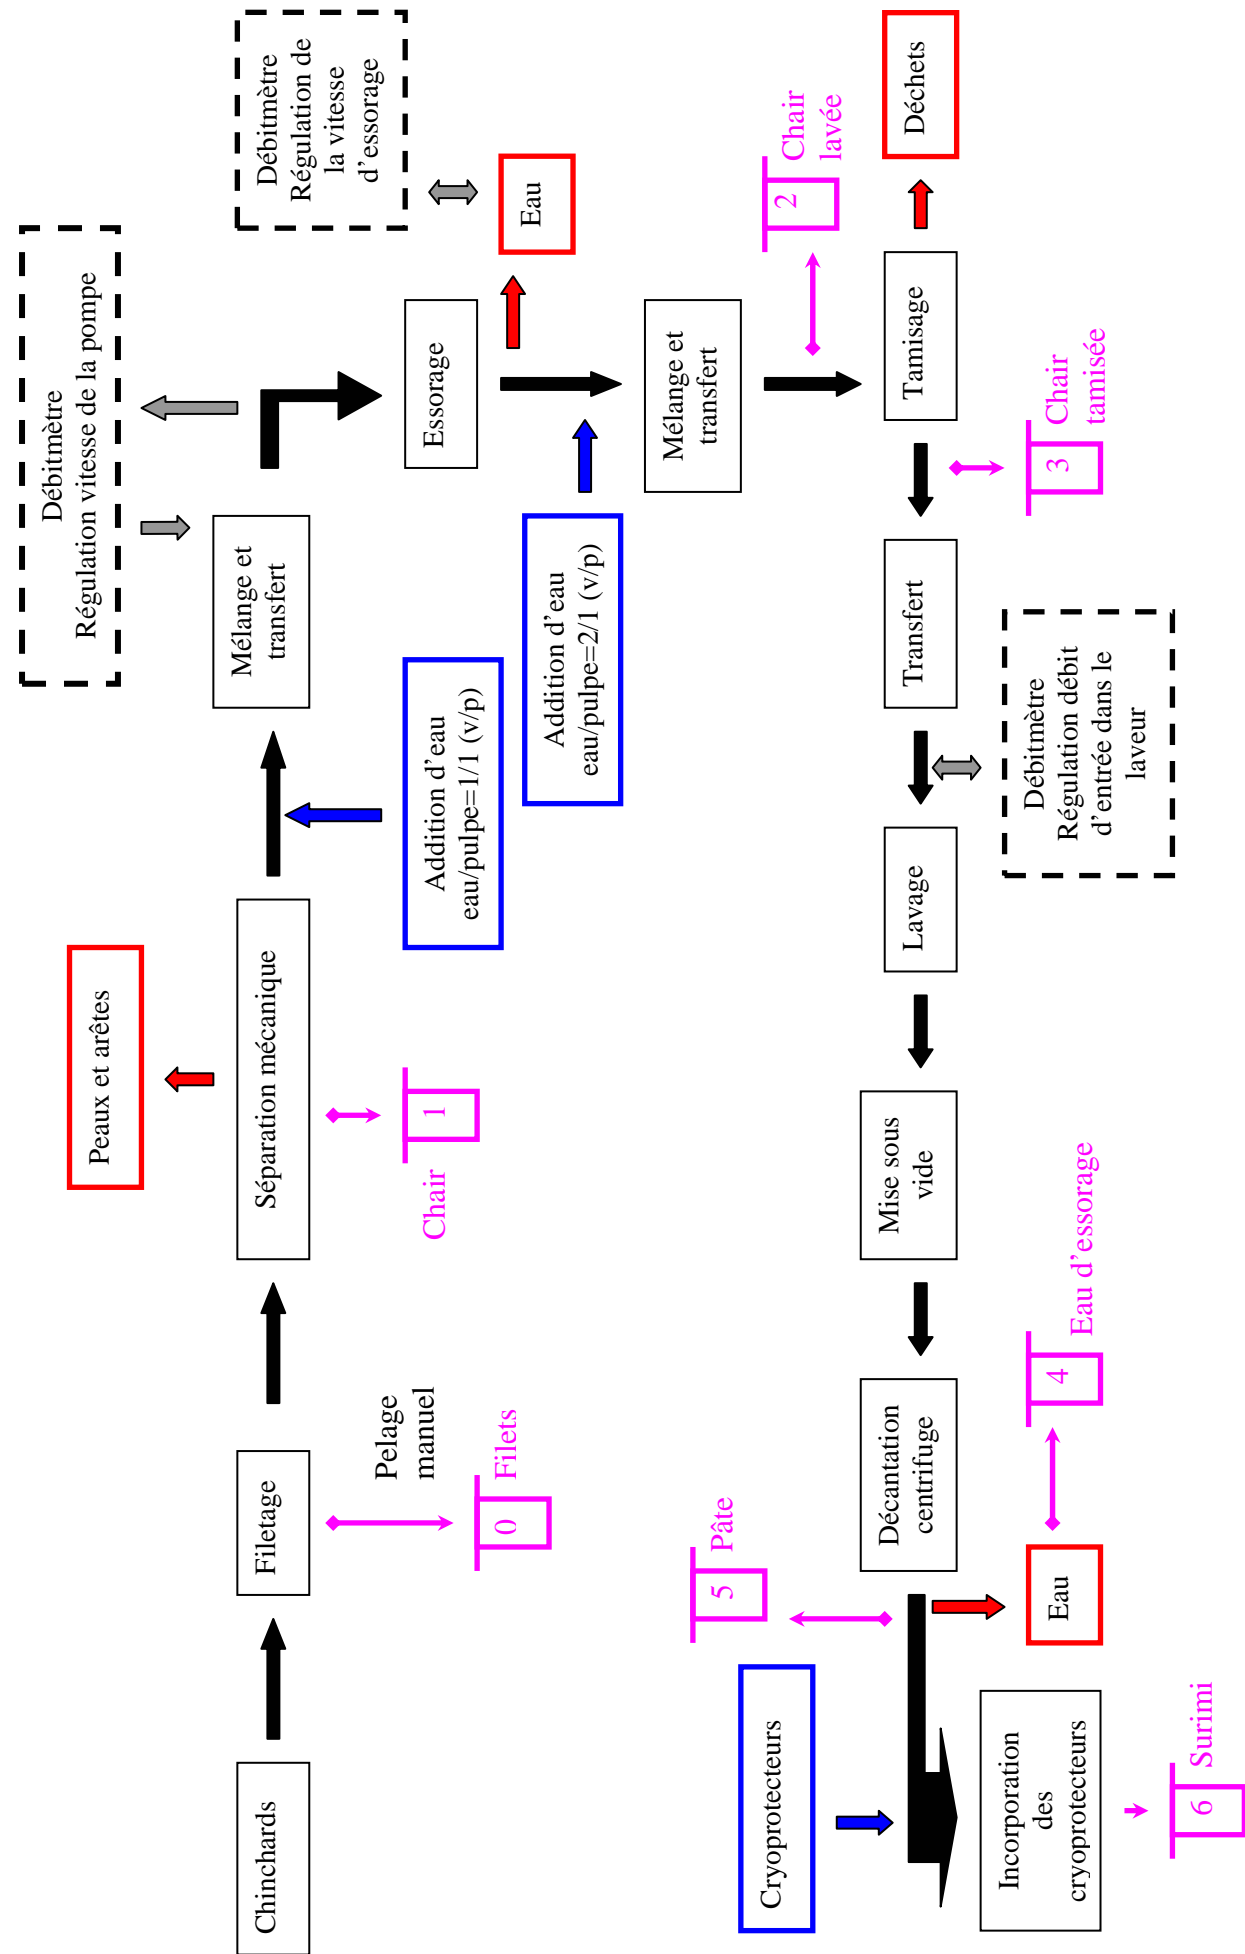 Chinchards
Filetage
Pelage
manuel
0
Filets
Séparation mécanique
Peaux et arêtes
1
Chair
Addition d'eau
eau/pulpe=1/1 (v/p)
Mélange et
transfert
Débitmètre
Régulation vitesse de la pompe
Essorage
Débitmètre
Régulation de
la vitesse
d'essorage
Eau
Addition d'eau
eau/pulpe=2/1 (v/p)
Mélange et
transfert
2
Chair
lavée
Tamisage
Déchets
3
Chair
tamisée
Transfert
Débitmètre
Régulation débit
d'entrée dans le
laveur
Lavage
Mise sous
vide
Décantation
centrifuge
Eau
4
Eau d'essorage
5
Pâte
Cryoprotecteurs
Incorporation
des
cryoprotecteurs
6
Surimi